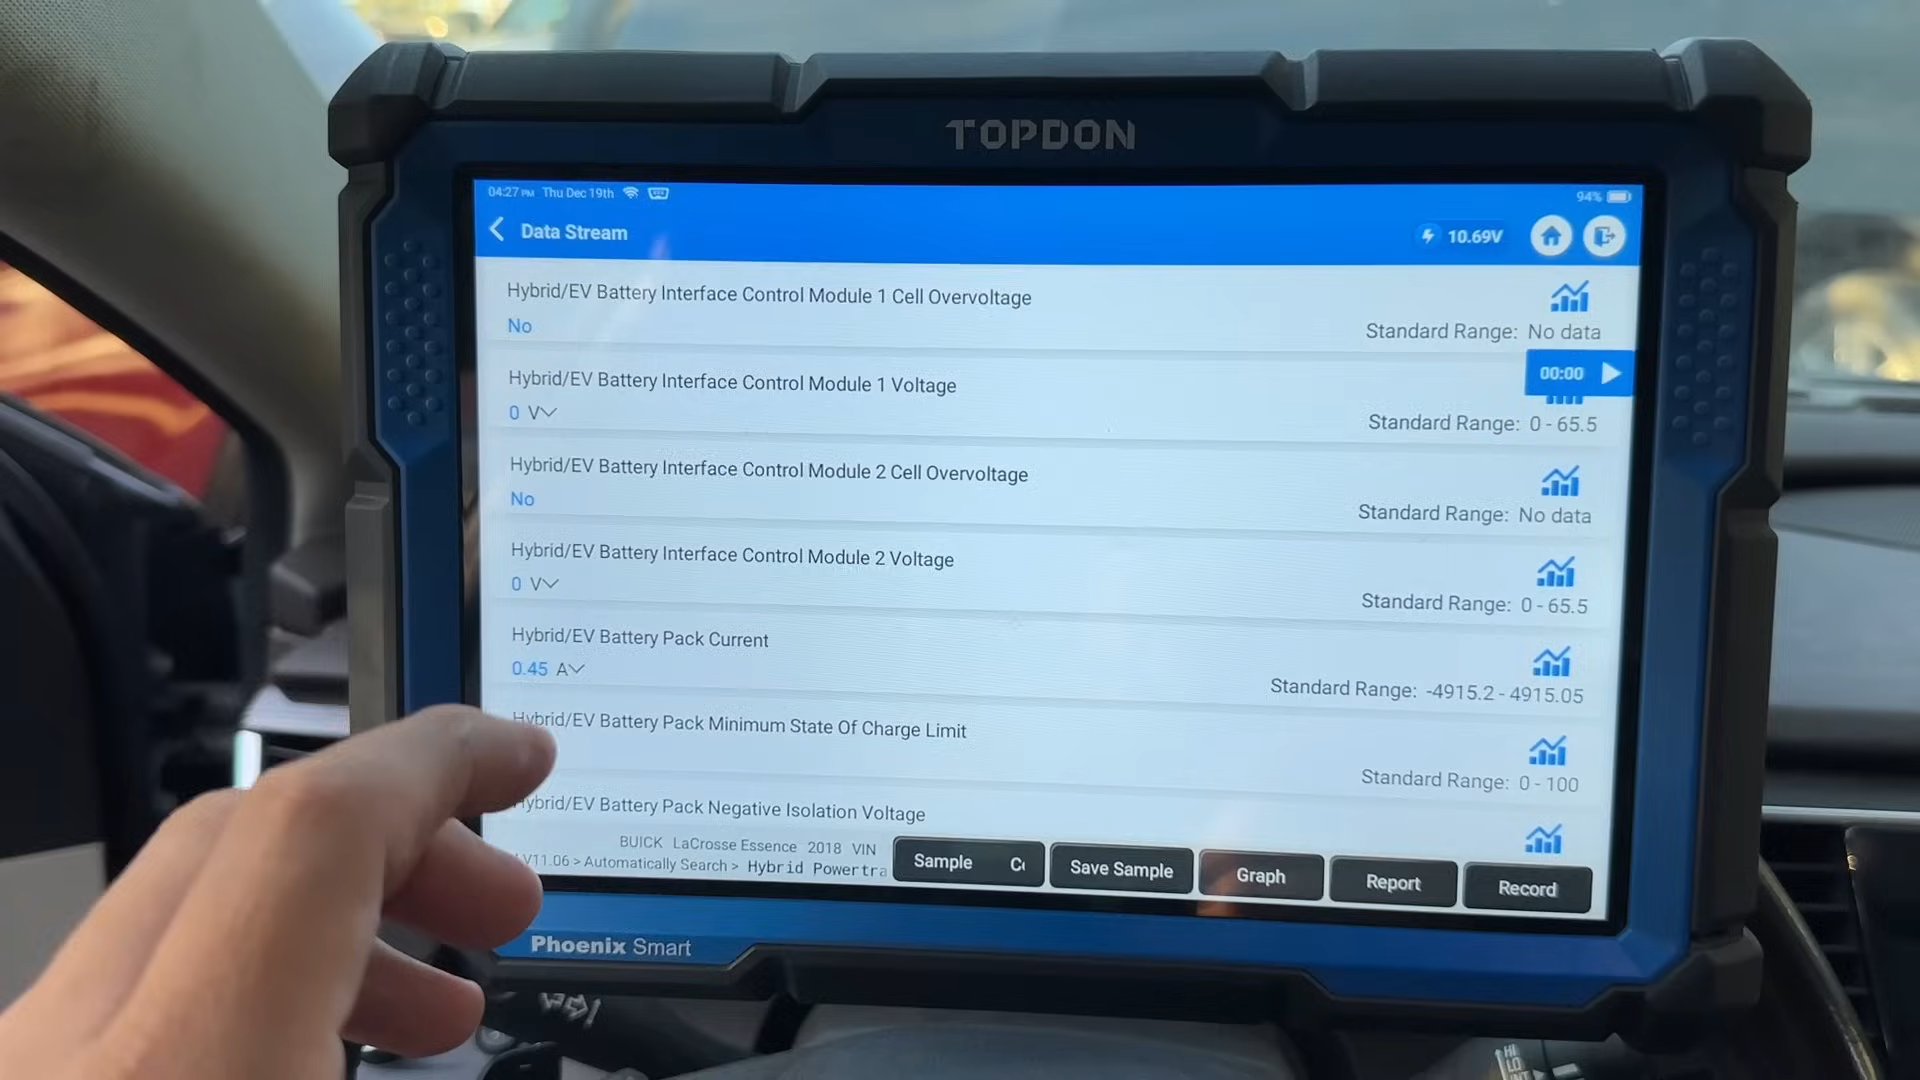 TOPDON
04:27 PM Thu Dec 19th
94%
Data Stream
10.69V
Hybrid/EV Battery Interface Control Module 1 Cell Overvoltage
No
Standard Range: No data
00:00
Hybrid/EV Battery Interface Control Module 1 Voltage
0 V
Standard Range: 0 - 65.5
Hybrid/EV Battery Interface Control Module 2 Cell Overvoltage
No
Standard Range: No data
Hybrid/EV Battery Interface Control Module 2 Voltage
0 V
Standard Range: 0 - 65.5
Hybrid/EV Battery Pack Current
0.45 A
Standard Range: -4915.2 - 4915.05
Hybrid/EV Battery Pack Minimum State Of Charge Limit
Standard Range: 0 - 100
Hybrid/EV Battery Pack Negative Isolation Voltage
BUICK LaCrosse Essence 2018 VIN
V11.06 > Automatically Search > Hybrid Powertra
Sample
Save Sample
Graph
Report
Record
Phoenix Smart
HI
LO
INT